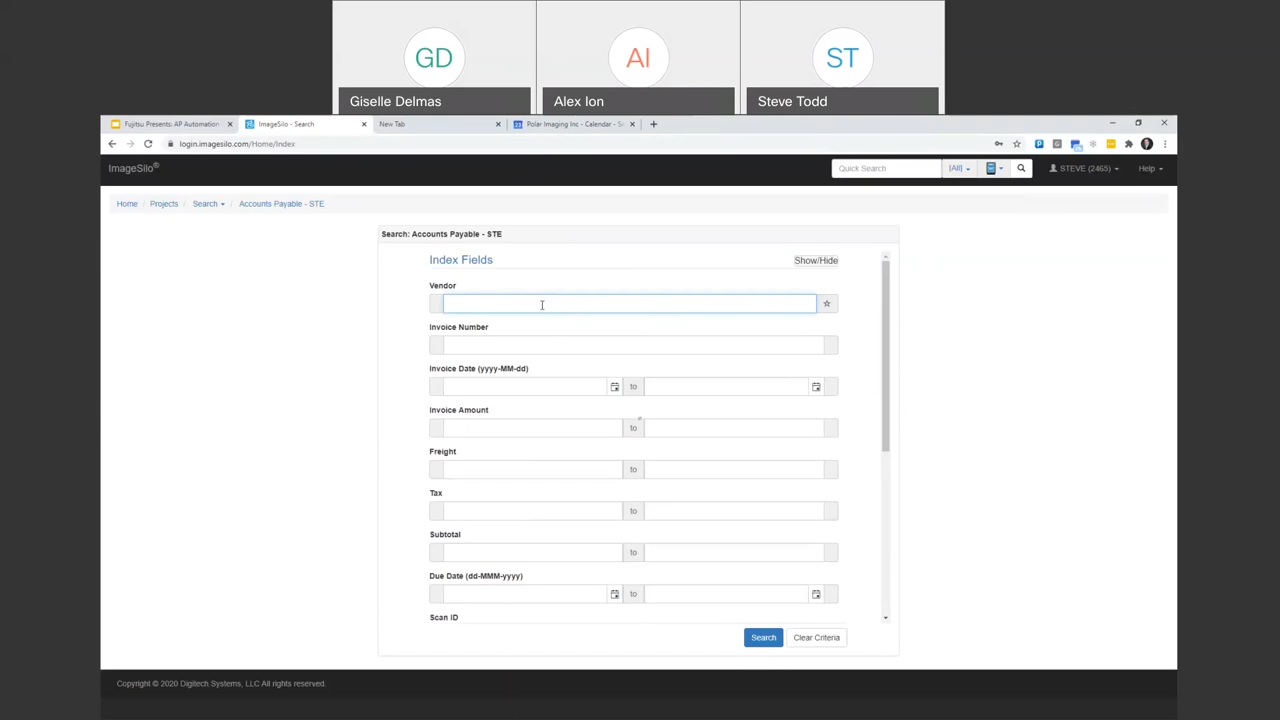 GD
AI
ST
Giselle Delmas
Alex Ion
Steve Todd
Fujitsu Presents: AP Automation
ImageSilo - Search
New Tab
Polar Imaging Inc - Calendar - S
login.imagesilo.com/Home/Index
ImageSilo®
Quick Search
[All]
STEVE (2465)
Help
Home / Projects / Search / Accounts Payable - STE
Search: Accounts Payable - STE
Index Fields
Show/Hide
Vendor
Invoice Number
Invoice Date (yyyy-MM-dd)
to
Invoice Amount
to
Freight
to
Tax
to
Subtotal
to
Due Date (dd-MMM-yyyy)
to
Scan ID
Search
Clear Criteria
Copyright © 2020 Digitech Systems, LLC All rights reserved.